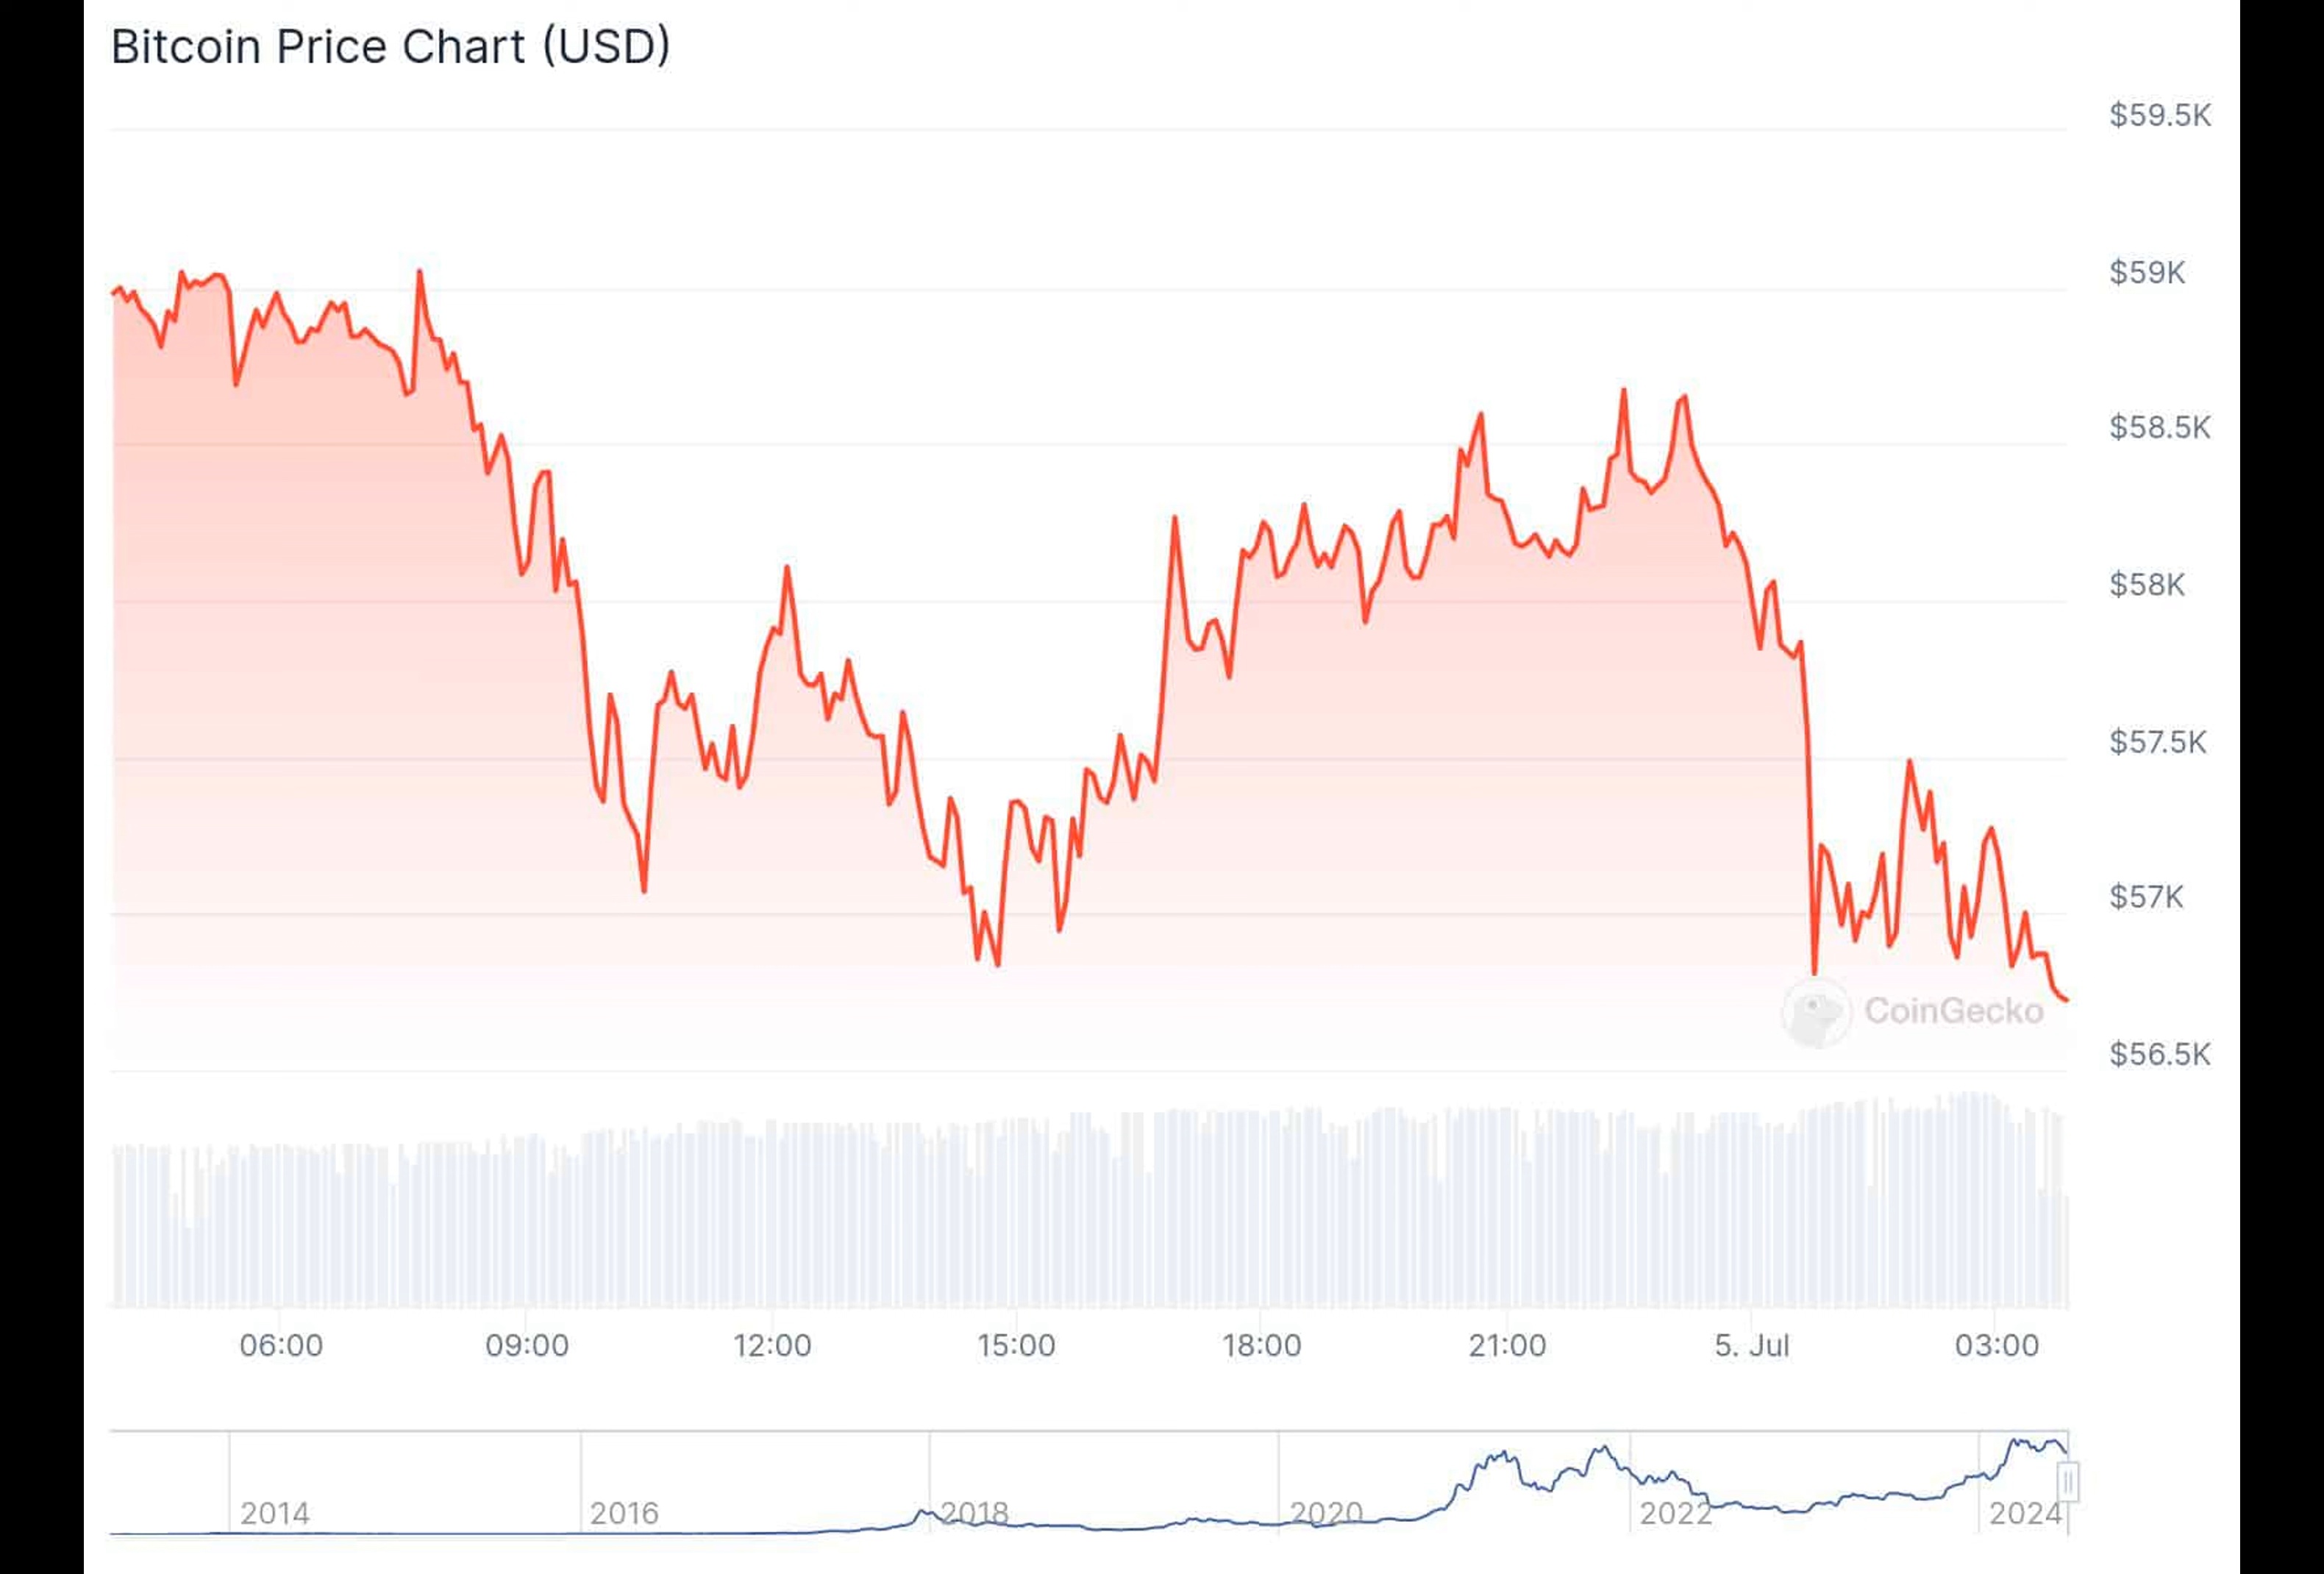 Bitcoin Price Chart (USD)
$59.5K
$59K
$58.5K
$58K
$57.5K
$57K
CoinGecko
$56.5K
06:00 09:00 12:00 15:00 18:00 21:00 5. Jul 03:00
2014 2016 2018 2020 2022 2024